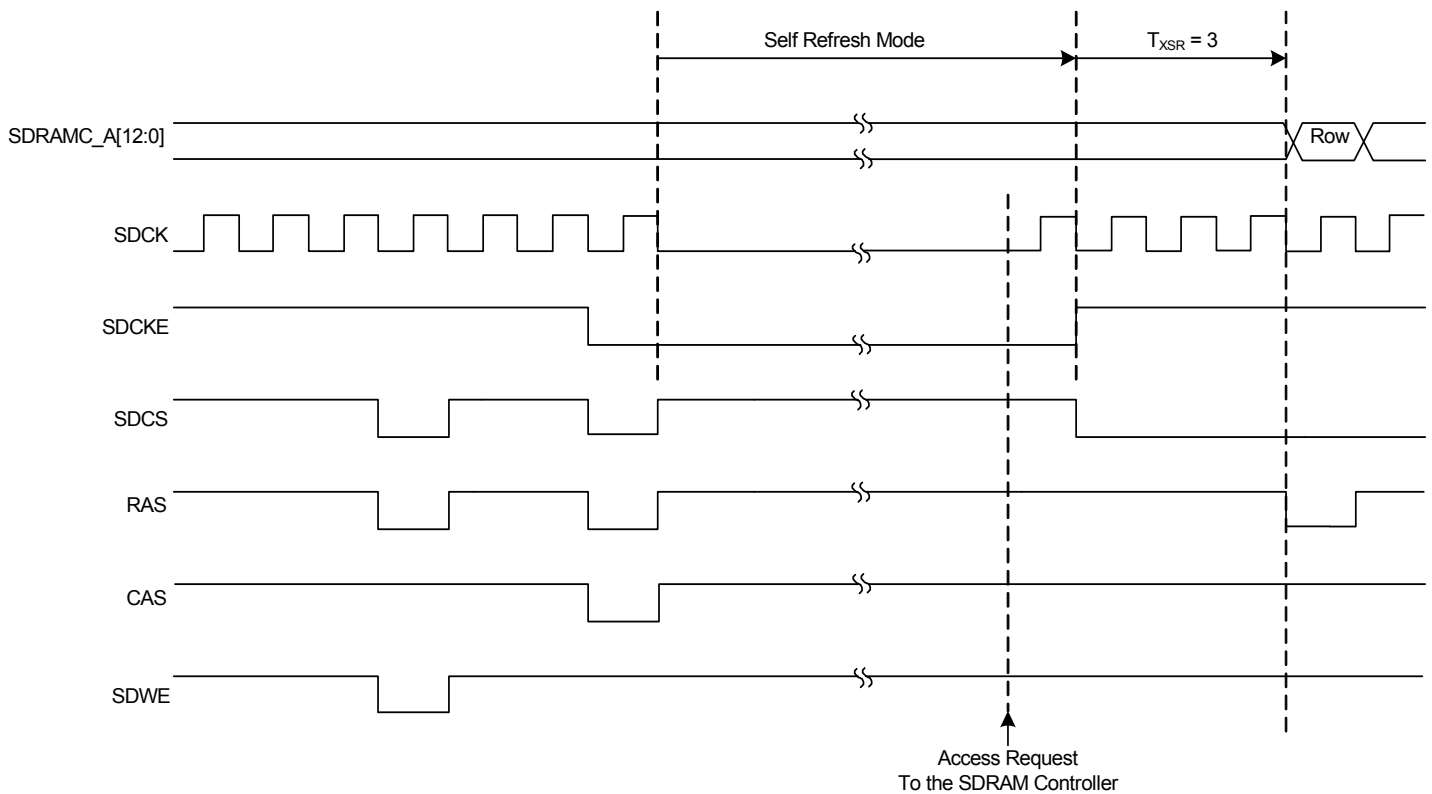 Self Refresh Mode
T_XSR = 3
SDRAMC_A[12:0]
Row
SDCK
SDCKE
SDCS
RAS
CAS
SDWE
Access Request
To the SDRAM Controller